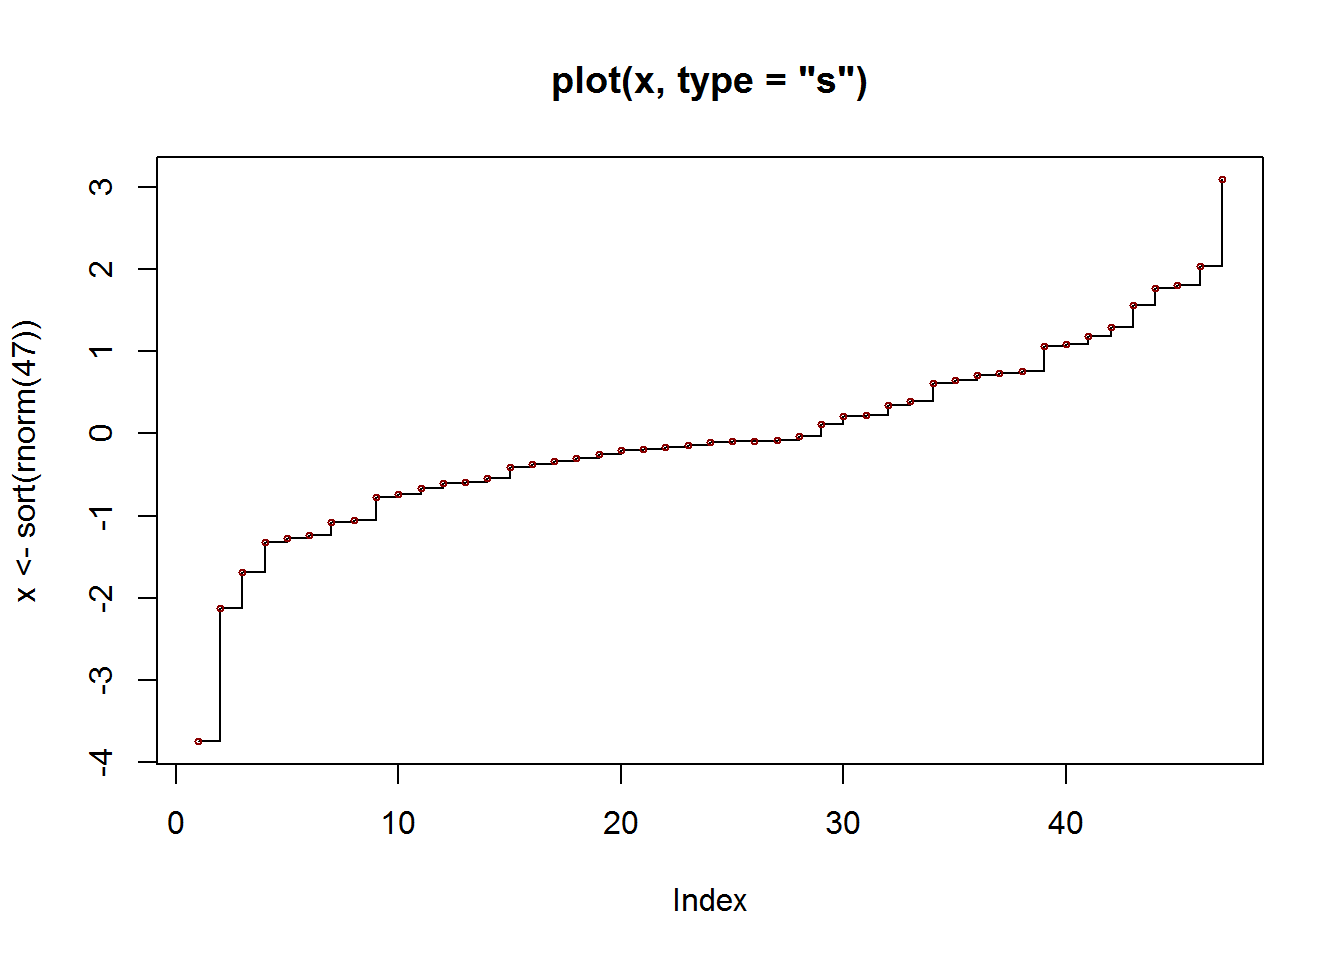 plot(x, type = "s")
x <- sort(rnorm(47))
3
2
1
0
-1
-2
-3
-4
0 10 20 30 40
Index